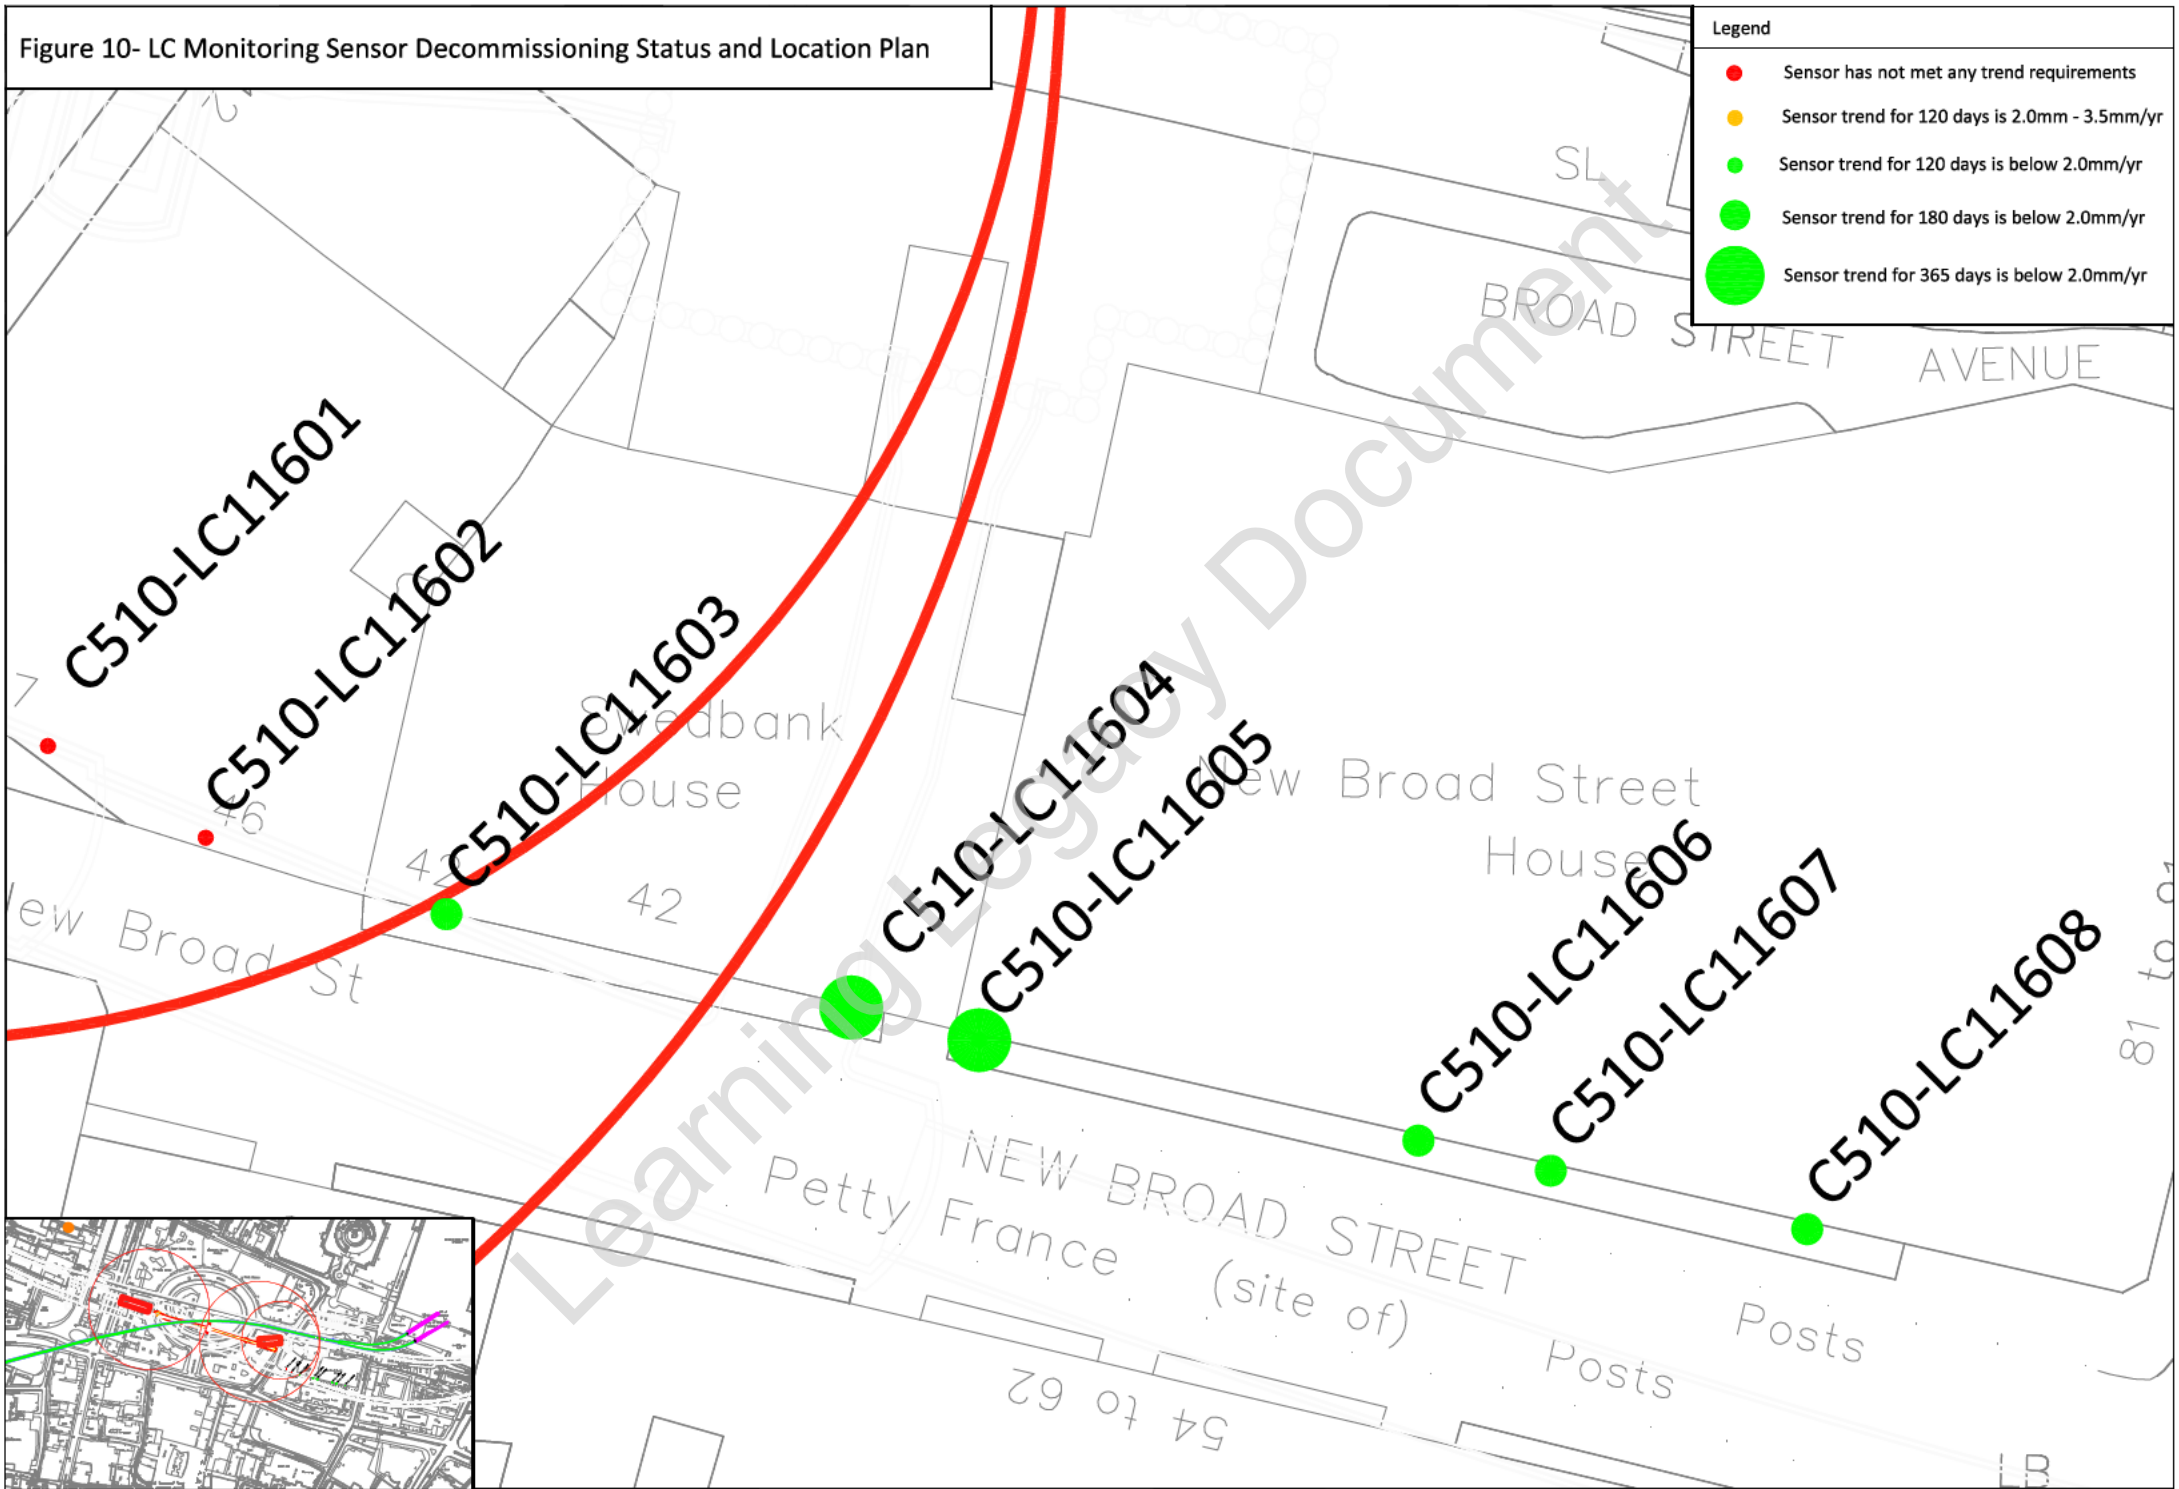 Figure 10- LC Monitoring Sensor Decommissioning Status and Location Plan
Legend
Sensor has not met any trend requirements
Sensor trend for 120 days is 2.0mm - 3.5mm/yr
Sensor trend for 120 days is below 2.0mm/yr
Sensor trend for 180 days is below 2.0mm/yr
Sensor trend for 365 days is below 2.0mm/yr
SL
BROAD STREET AVENUE
C510-LC11601
C510-LC11602
C510-LC11603
C510-LC11604
C510-LC11605
C510-LC11606
C510-LC11607
C510-LC11608
7
46
42
42
Swedbank
House
New Broad Street
House
New Broad St
NEW BROAD STREET
Petty France
(site of)
Posts
Posts
54 to 62
81 to 91
LB
Learning Legacy Document